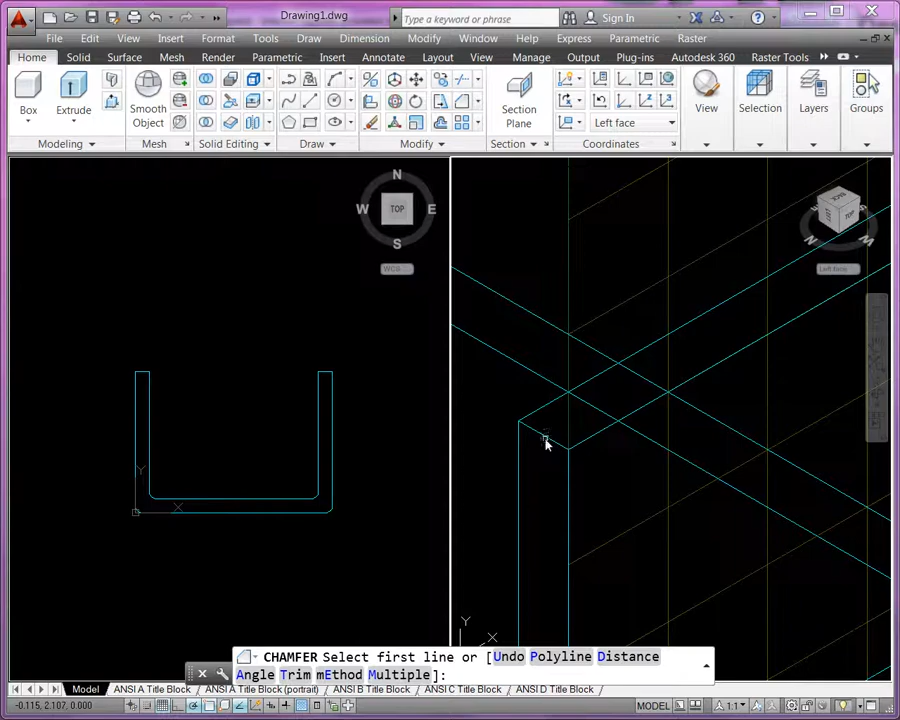 Drawing1.dwg
Type a keyword or phrase
Sign In
File Edit View Insert Format Tools Draw Dimension Modify Window Help Express Parametric Raster
Home Solid Surface Mesh Visualize Parametric Insert Annotate Layout View Manage Output Plug-ins Autodesk 360 Raster Tools
Box
Extrude
Smooth Object
Section Plane
Left face
View
Selection
Layers
Groups
Modeling
Mesh
Solid Editing
Draw
Modify
Section
Coordinates
N
W TOP E
S
WCS
TOP
N
Left face
Y
X
Y
X
CHAMFER Select first line or [Undo Polyline Distance
Angle Trim mEthod Multiple]:
Model ANSI A Title Block ANSI A Title Block (portrait) ANSI B Title Block ANSI C Title Block ANSI D Title Block
-0.115, 2.107, 0.000
MODEL
1:1